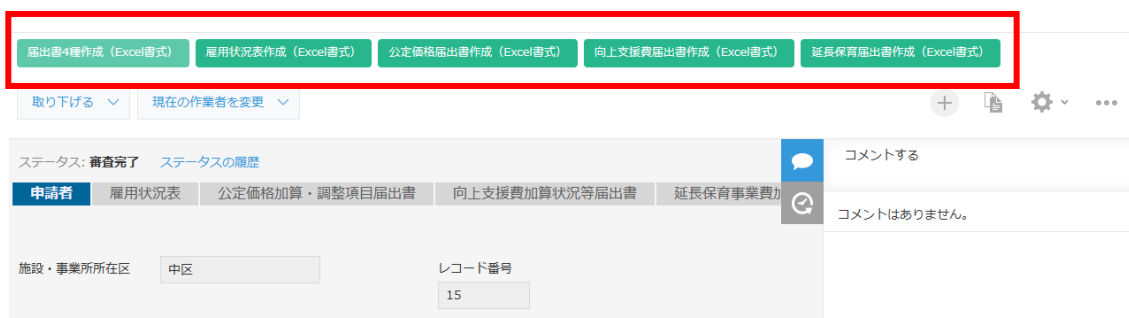 届出書4種作成（Excel書式） 雇用状況表作成（Excel書式） 公定価格届出書作成（Excel書式） 向上支援費届出書作成（Excel書式） 延長保育届出書作成（Excel書式）
取り下げる 現在の作業者を変更
ステータス: 審査完了 ステータスの履歴 コメントする
申請者 雇用状況表 公定価格加算・調整項目届出書 向上支援費加算状況等届出書 延長保育事業費加
コメントはありません。
施設・事業所所在区 中区 レコード番号
15